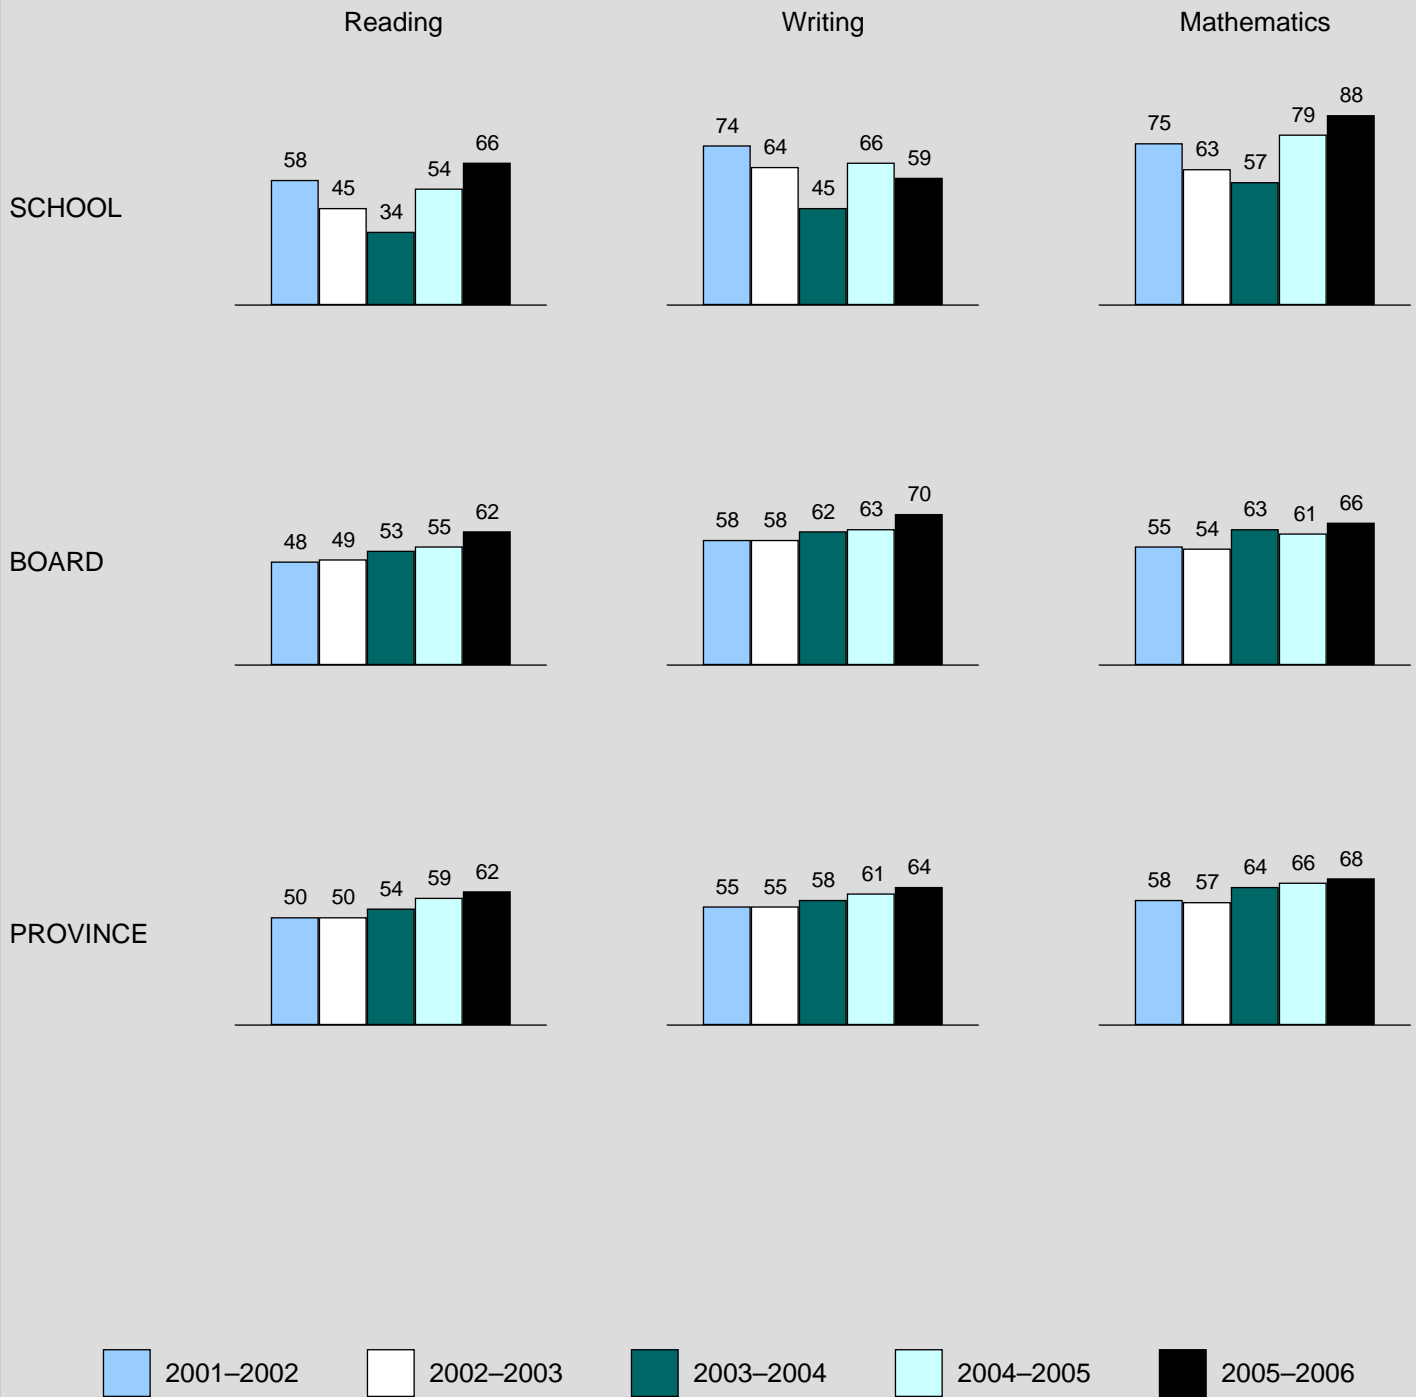 Reading Writing Mathematics
SCHOOL
58 45 34 54 66
74 64 45 66 59
75 63 57 79 88
BOARD
48 49 53 55 62
58 58 62 63 70
55 54 63 61 66
PROVINCE
50 50 54 59 62
55 55 58 61 64
58 57 64 66 68
2001–2002 2002–2003 2003–2004 2004–2005 2005–2006